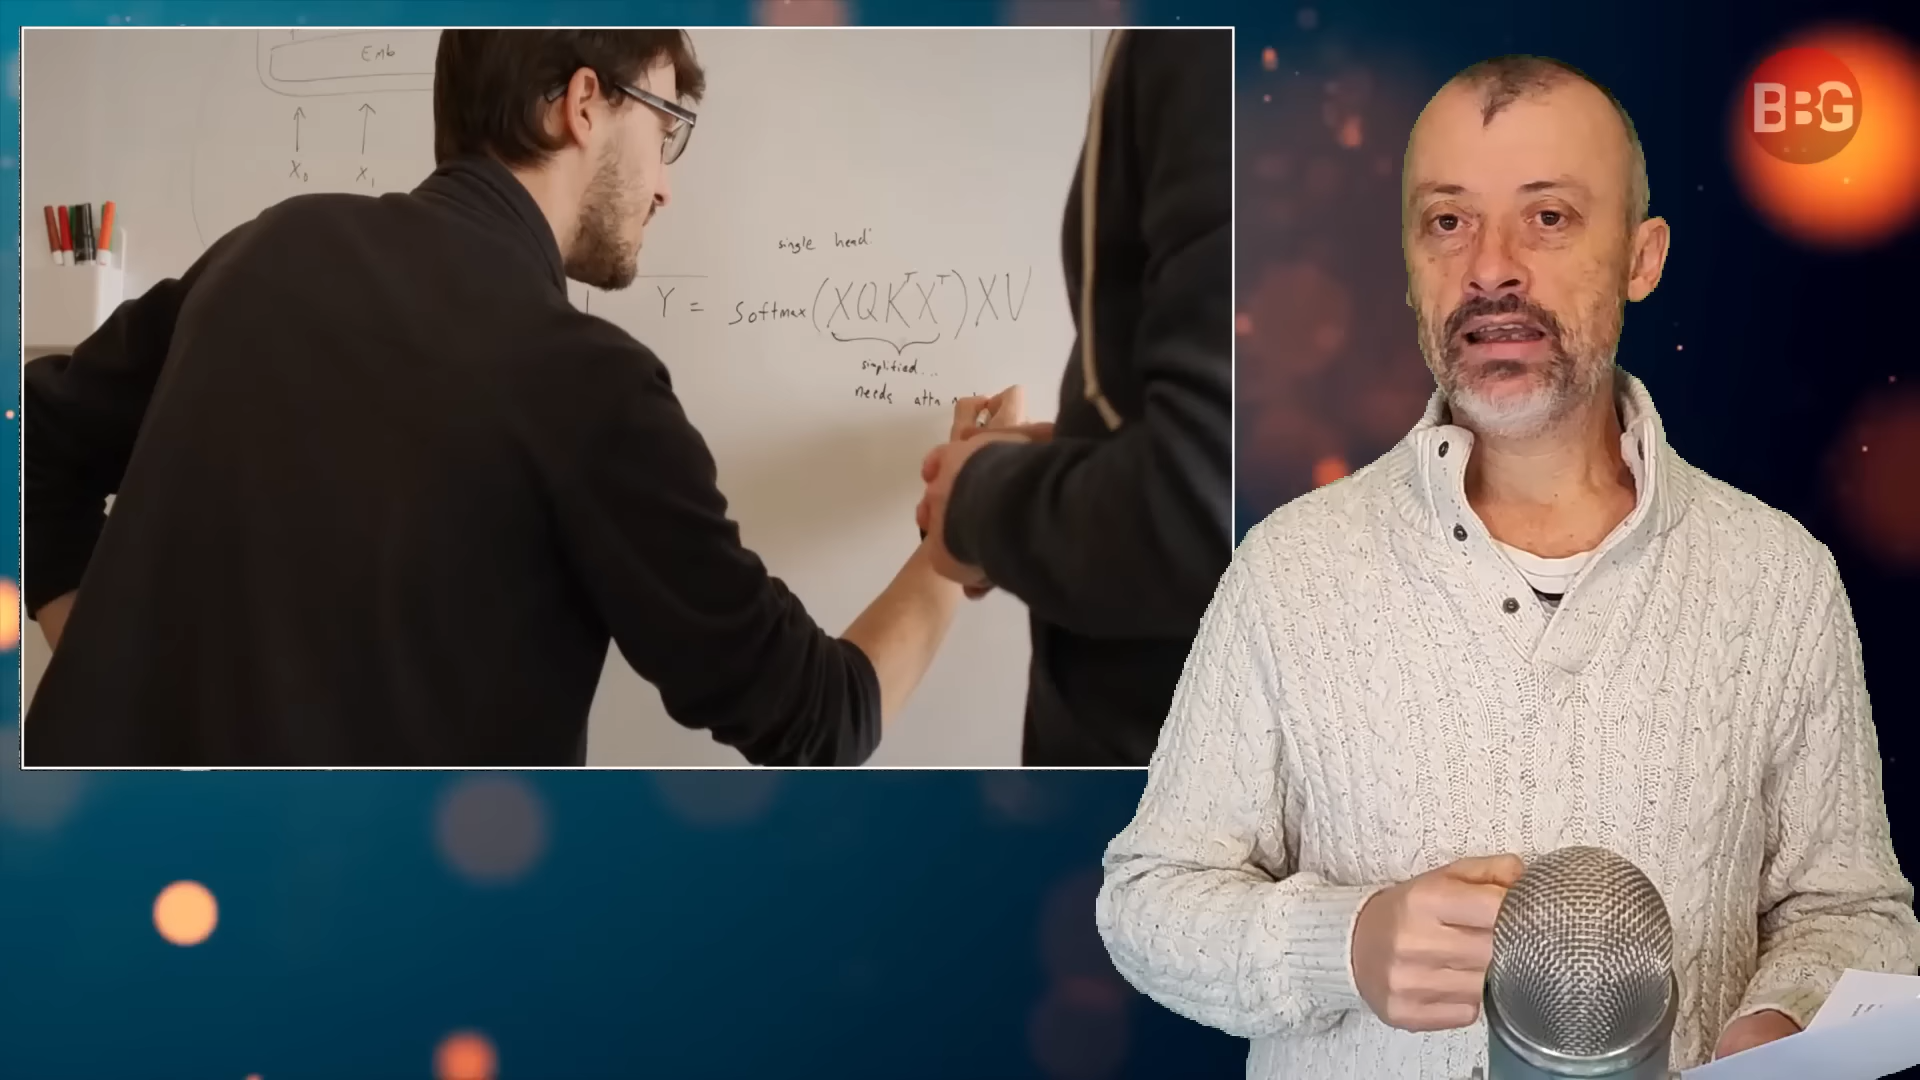 Emb
X₀ X₁
single head:
Y = Softmax(XQKᵀXᵀ)XV
simplified...
needs attn
BBG